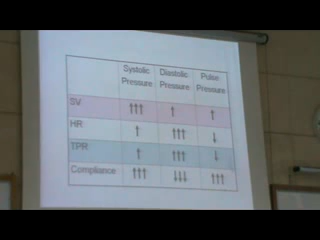 Systolic Pressure Diastolic Pressure Pulse Pressure
SV ↑↑↑ ↑ ↑
HR ↑ ↑↑↑ ↓
TPR ↑ ↑↑↑ ↓
Compliance ↑↑↑ ↓↓↓ ↑↑↑